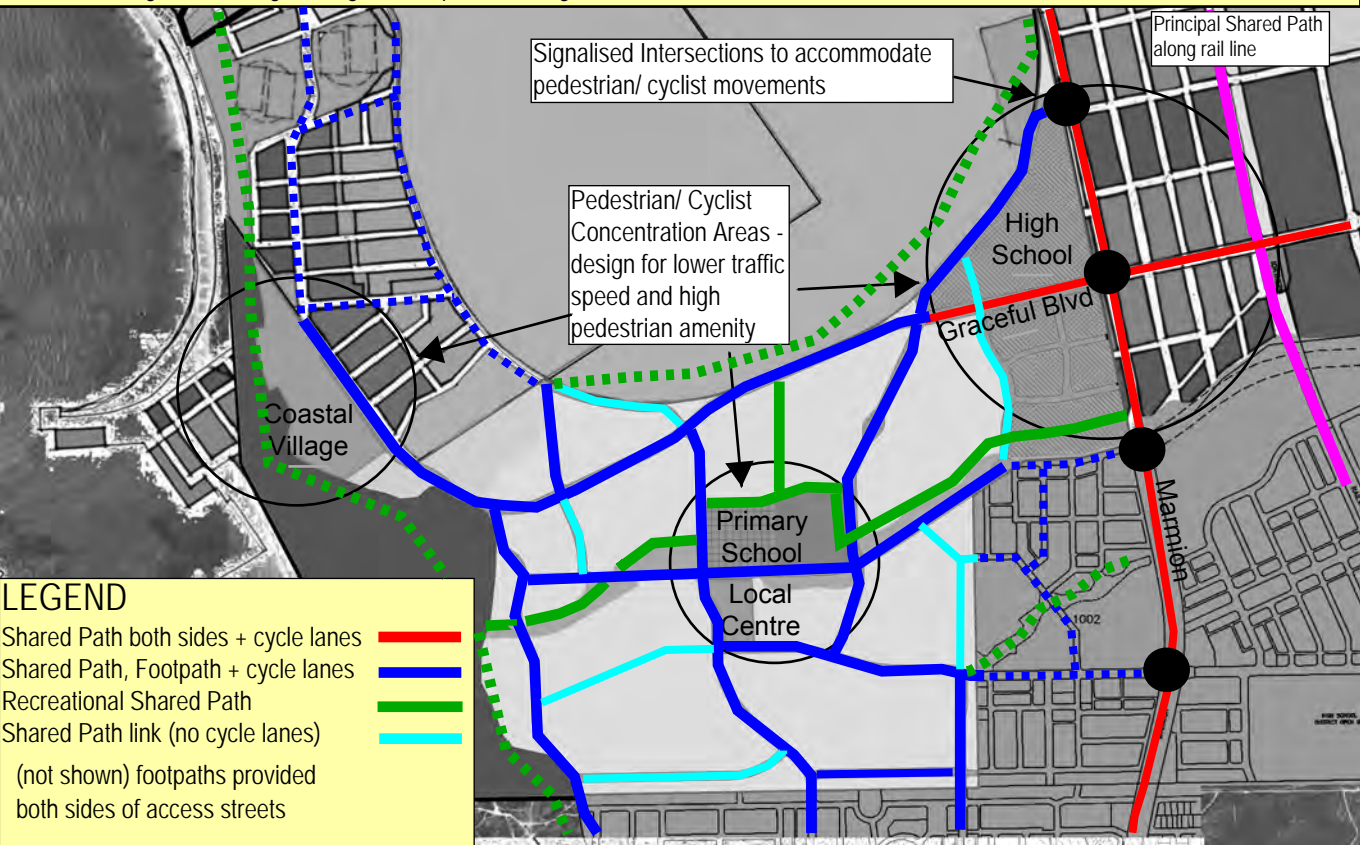 Principal Shared Path
along rail line
Signalised Intersections to accommodate
pedestrian/ cyclist movements
Pedestrian/ Cyclist
Concentration Areas -
design for lower traffic
speed and high
pedestrian amenity
High
School
Graceful Blvd
Coastal
Village
Primary
School
Local
Centre
Marmion
1002
LEGEND
Shared Path both sides + cycle lanes
Shared Path, Footpath + cycle lanes
Recreational Shared Path
Shared Path link (no cycle lanes)
(not shown) footpaths provided
both sides of access streets